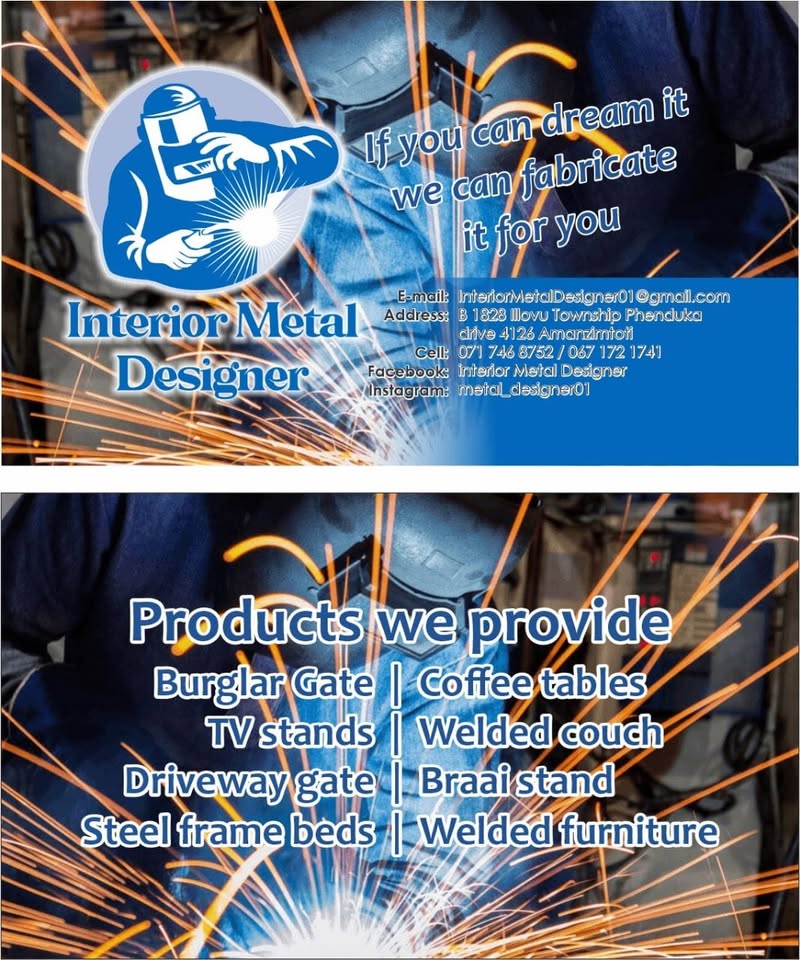 If you can dream it
we can fabricate
it for you
Interior Metal
Designer
E-mail: InteriorMetalDesigner01@gmail.com
Address: B 1828 Illovu Township Phenduka
drive 4126 Amanzimtoti
Cell: 071 746 8752 / 067 172 1741
Facebook: Interior Metal Designer
Instagram: metal_designer01
Products we provide
Burglar Gate | Coffee tables
TV stands | Welded couch
Driveway gate | Braai stand
Steel frame beds | Welded furniture